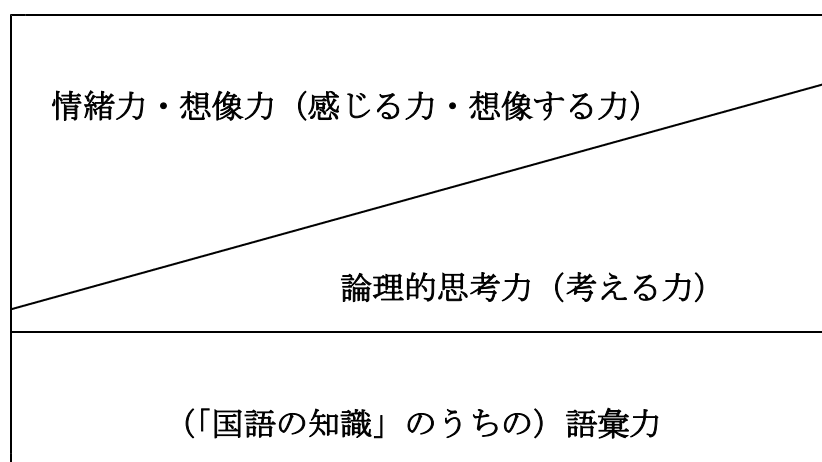 情緒力・想像力（感じる力・想像する力）
論理的思考力（考える力）
（「国語の知識」のうちの）語彙力